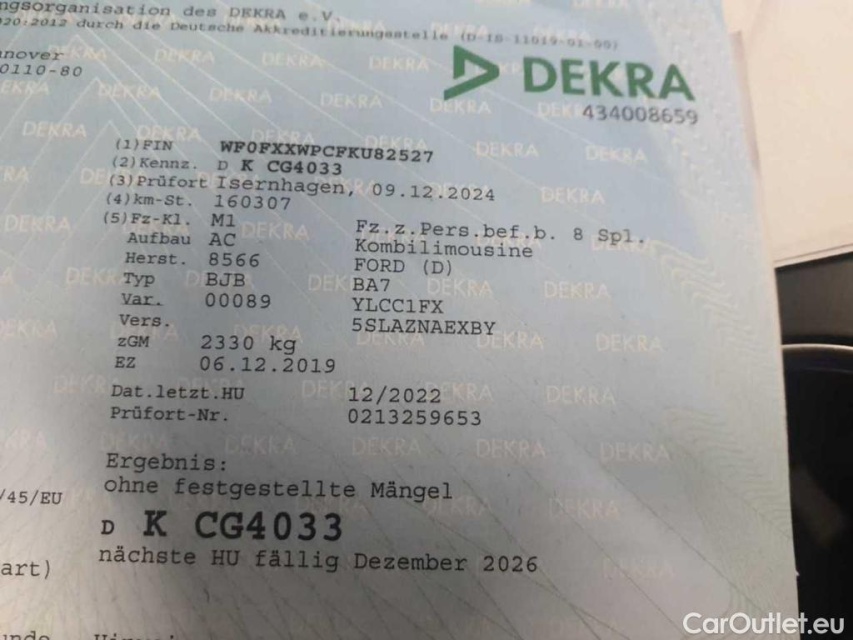 ngsorganisation des DEKRA e.V.
020:2012 durch die Deutsche Akkreditierungsstelle (D-IS-11019-01-00)
nnover
0110-80
DEKRA
434008659
(1)FIN WF0FXXWPCFKU82527
(2)Kennz. D K CG4033
(3)Prüfort Isernhagen, 09.12.2024
(4)km-St. 160307
(5)Fz-Kl. M1 Fz.z.Pers.bef.b. 8 Spl.
Aufbau AC Kombilimousine
Herst. 8566 FORD (D)
Typ BJB BA7
Var. 00089 YLCC1FX
Vers. 5SLAZNAEXBY
zGM 2330 kg
EZ 06.12.2019
Dat.letzt.HU 12/2022
Prüfort-Nr. 0213259653
Ergebnis:
ohne festgestellte Mängel
/45/EU
D K CG4033
art)
nächste HU fällig Dezember 2026
CarOutlet.eu